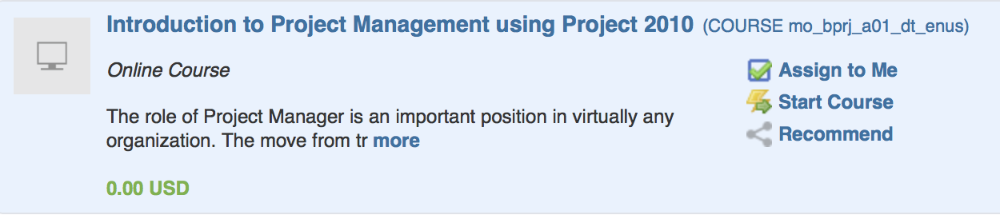 Introduction to Project Management using Project 2010 (COURSE mo_bprj_a01_dt_enus)
Online Course
The role of Project Manager is an important position in virtually any
organization. The move from tr more
0.00 USD
Assign to Me
Start Course
Recommend